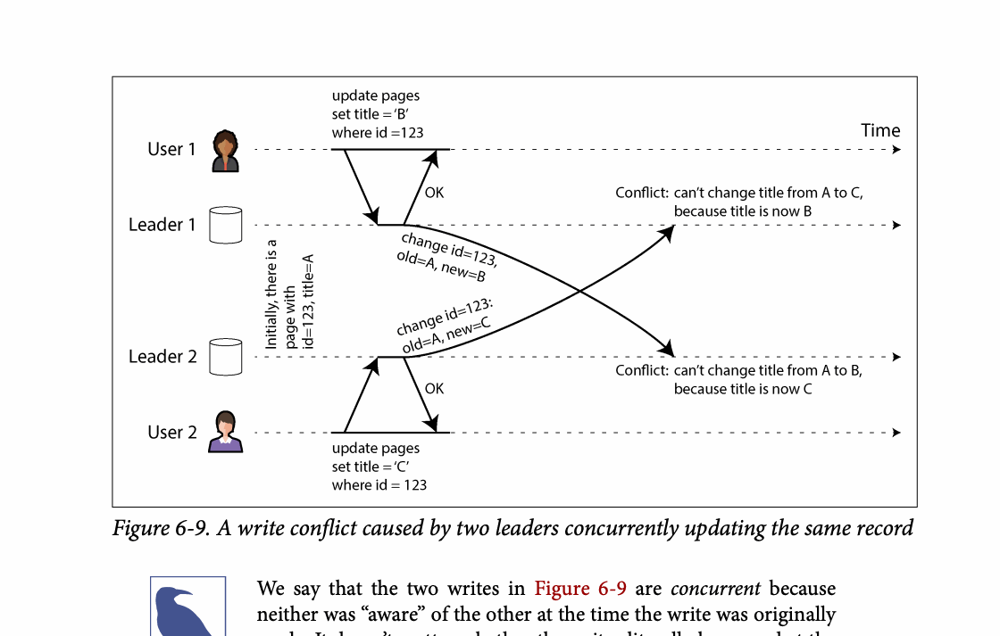 update pages
set title = ‘B’
where id =123
Time
User 1
OK
Conflict: can’t change title from A to C,
because title is now B
Leader 1
change id=123,
old=A, new=B
Initially, there is a
page with
id=123, title=A
change id=123:
old=A, new=C
Leader 2
Conflict: can’t change title from A to B,
because title is now C
OK
User 2
update pages
set title = ‘C’
where id = 123
Figure 6-9. A write conflict caused by two leaders concurrently updating the same record
We say that the two writes in Figure 6-9 are concurrent because
neither was “aware” of the other at the time the write was originally